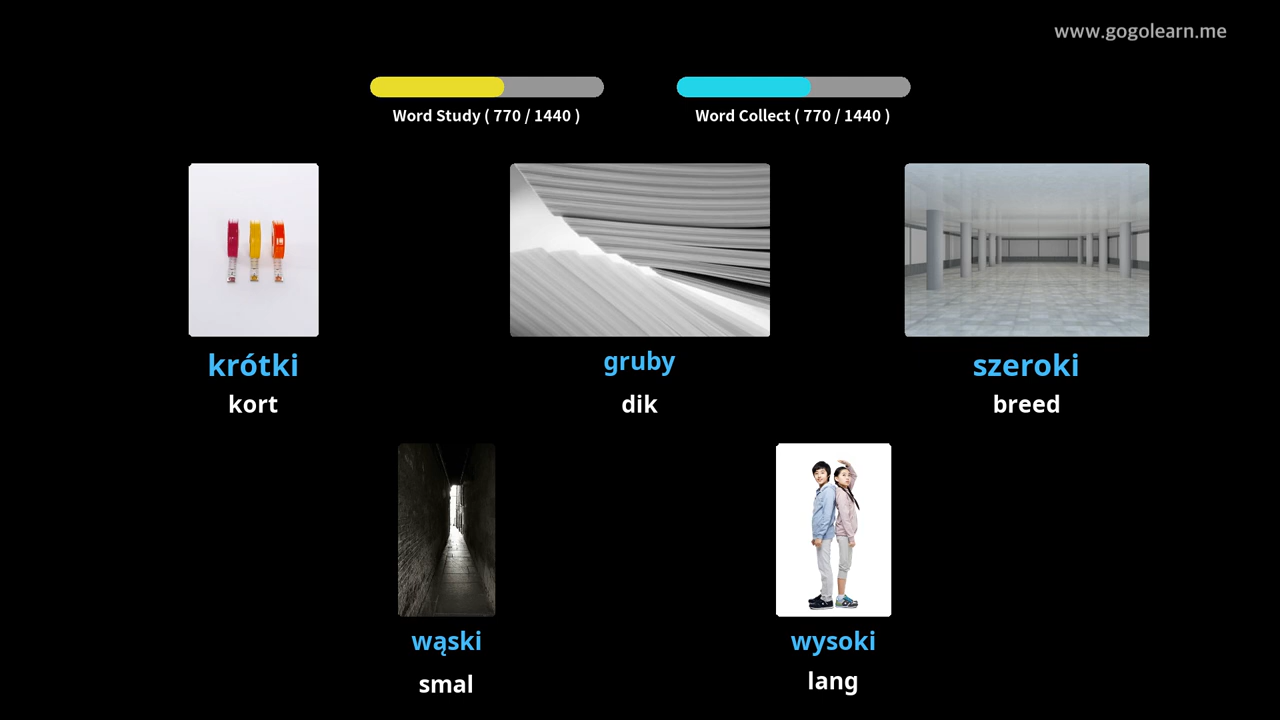 www.gogolearn.me
Word Study ( 770 / 1440 )
Word Collect ( 770 / 1440 )
krótki
kort
gruby
dik
szeroki
breed
wąski
smal
wysoki
lang